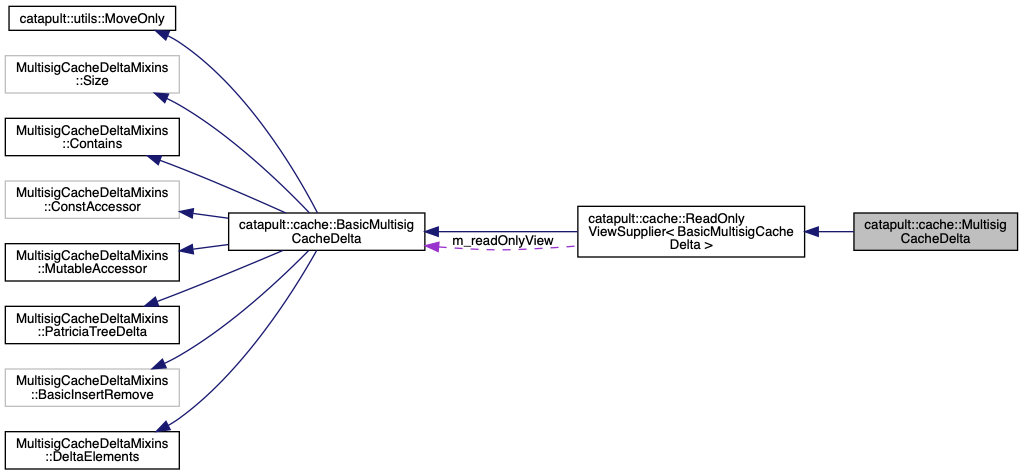 catapult::utils::MoveOnly
MultisigCacheDeltaMixins
::Size
MultisigCacheDeltaMixins
::Contains
MultisigCacheDeltaMixins
::ConstAccessor
MultisigCacheDeltaMixins
::MutableAccessor
MultisigCacheDeltaMixins
::PatriciaTreeDelta
MultisigCacheDeltaMixins
::BasicInsertRemove
MultisigCacheDeltaMixins
::DeltaElements
catapult::cache::BasicMultisig
CacheDelta
m_readOnlyView
catapult::cache::ReadOnly
ViewSupplier< BasicMultisigCache
Delta >
catapult::cache::Multisig
CacheDelta